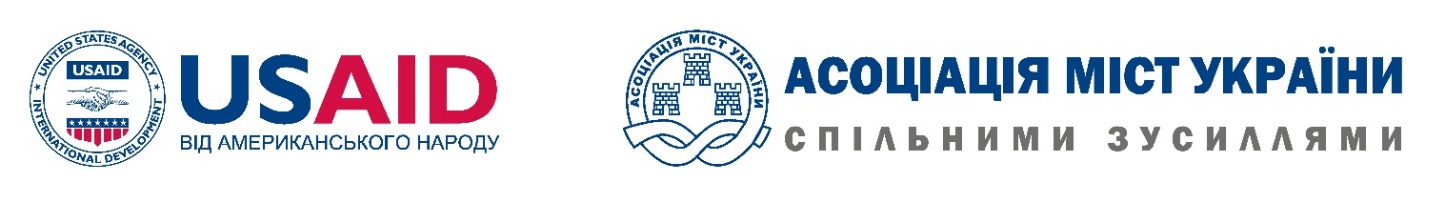 UNITED STATES AGENCY
USAID
INTERNATIONAL DEVELOPMENT
USAID
ВІД АМЕРИКАНСЬКОГО НАРОДУ
АСОЦІАЦІЯ МІСТ УКРАЇНИ
АСОЦІАЦІЯ МІСТ УКРАЇНИ
СПІЛЬНИМИ ЗУСИЛЛЯМИ